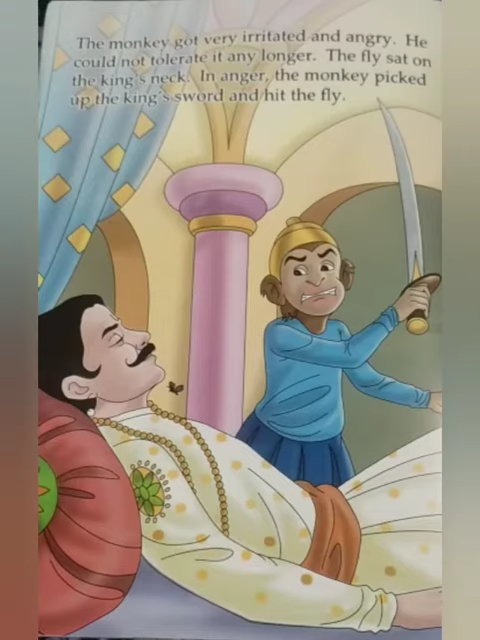 The monkey got very irritated and angry. He
could not tolerate it any longer. The fly sat on
the king's neck. In anger, the monkey picked
up the king's sword and hit the fly.